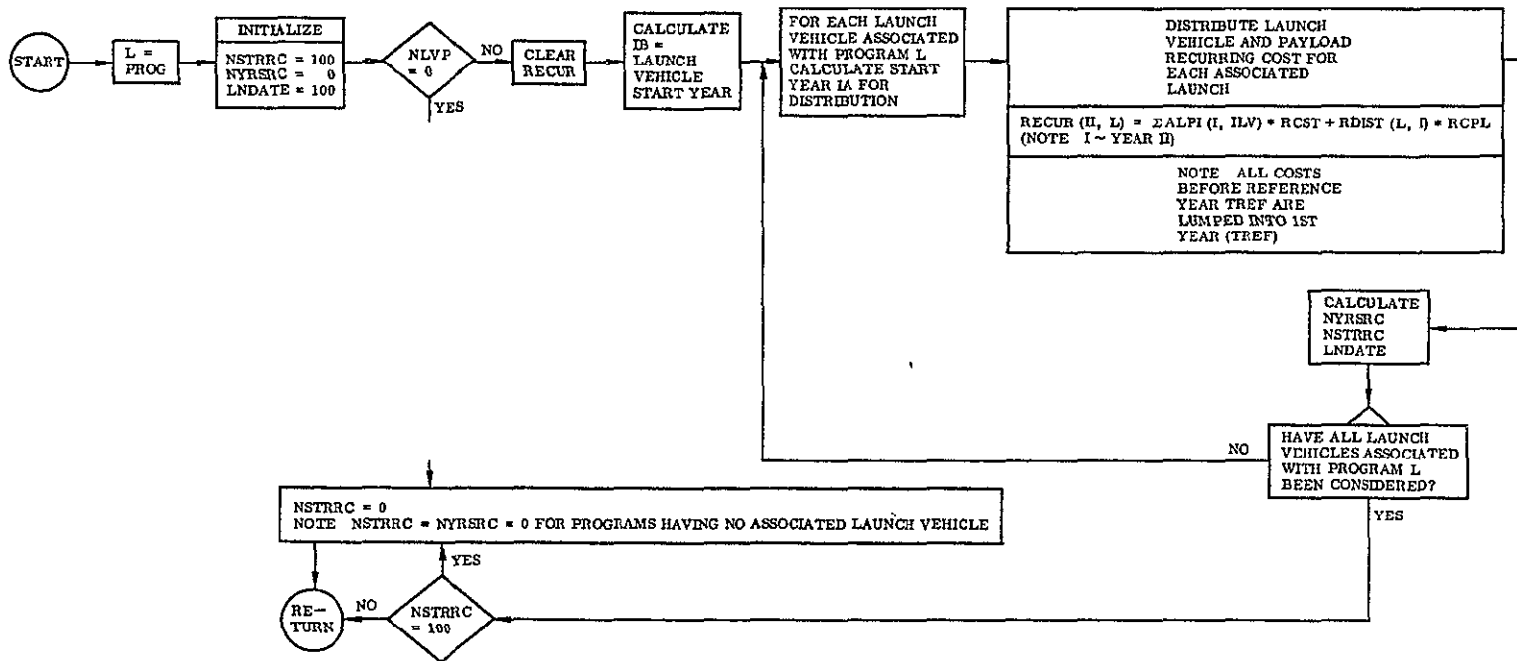 START
L =
PROG
INITIALIZE
NSTRRC = 100
NYRSRC = 0
LNDATE = 100
NLVP
= 0
NO
YES
CLEAR
RECUR
CALCULATE
IB =
LAUNCH
VEHICLE
START YEAR
FOR EACH LAUNCH
VEHICLE ASSOCIATED
WITH PROGRAM L
CALCULATE START
YEAR IA FOR
DISTRIBUTION
DISTRIBUTE LAUNCH
VEHICLE AND PAYLOAD
RECURRING COST FOR
EACH ASSOCIATED
LAUNCH
RECUR (II, L) = ΣALPI (I, ILV) * RCST + RDIST (L, I) * RCPL
(NOTE I ~ YEAR II)
NOTE ALL COSTS
BEFORE REFERENCE
YEAR TREF ARE
LUMPED INTO 1ST
YEAR (TREF)
CALCULATE
NYRSRC
NSTRRC
LNDATE
HAVE ALL LAUNCH
VEHICLES ASSOCIATED
WITH PROGRAM L
BEEN CONSIDERED?
NO
YES
NSTRRC = 0
NOTE NSTRRC = NYRSRC = 0 FOR PROGRAMS HAVING NO ASSOCIATED LAUNCH VEHICLE
YES
NSTRRC
= 100
NO
RE-
TURN